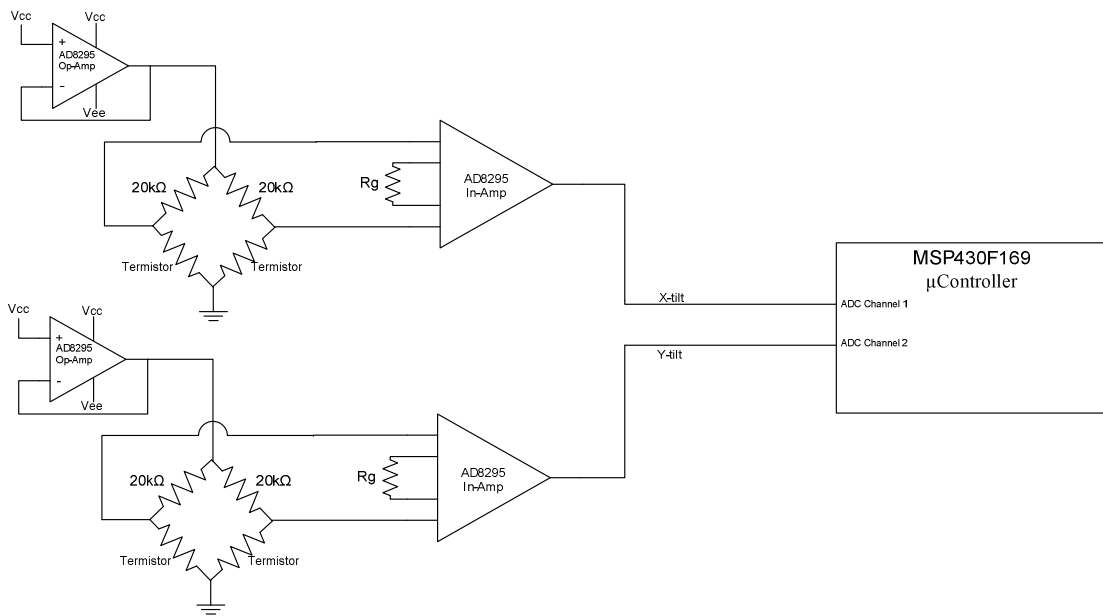 Vcc
Vcc
+
AD8295
Op-Amp
-
Vee
20kΩ
20kΩ
Termistor
Termistor
Rg
AD8295
In-Amp
X-tilt
MSP430F169
µController
ADC Channel 1
ADC Channel 2
Vcc
Vcc
+
AD8295
Op-Amp
-
Vee
20kΩ
20kΩ
Termistor
Termistor
Rg
AD8295
In-Amp
Y-tilt